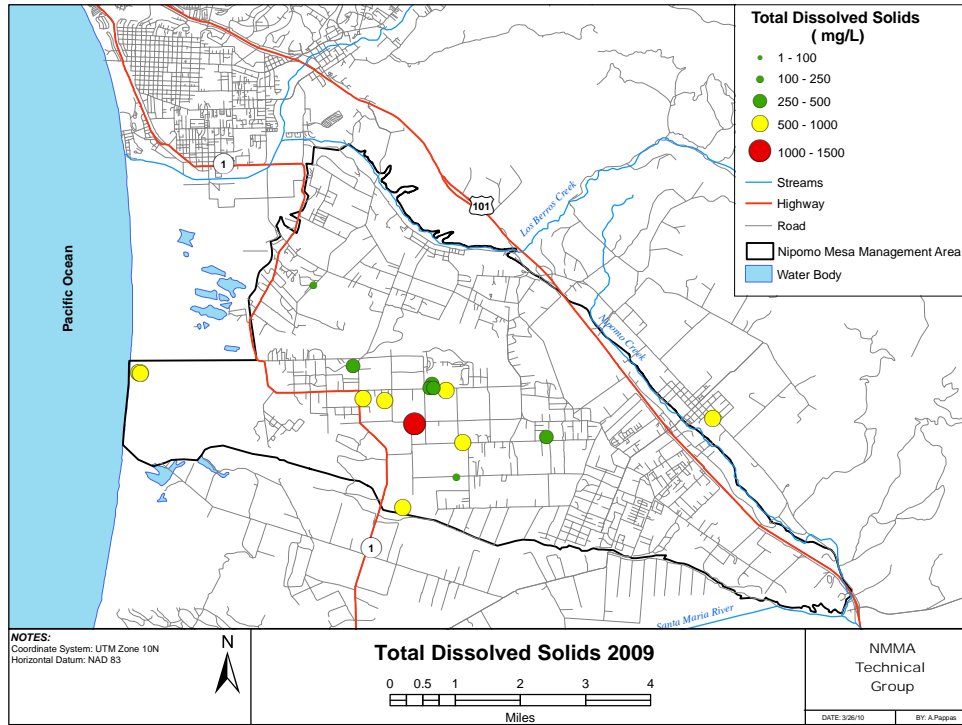 Total Dissolved Solids
( mg/L)
1 - 100
100 - 250
250 - 500
500 - 1000
1000 - 1500
Streams
Highway
Road
Nipomo Mesa Management Area
Water Body
1
101
Los Berros Creek
Pacific Ocean
Nipomo Creek
1
Santa Maria River
NOTES:
Coordinate System: UTM Zone 10N
Horizontal Datum: NAD 83
N
Total Dissolved Solids 2009
0 0.5 1 2 3 4
Miles
NMMA
Technical
Group
DATE: 3/26/10 BY: A.Pappas